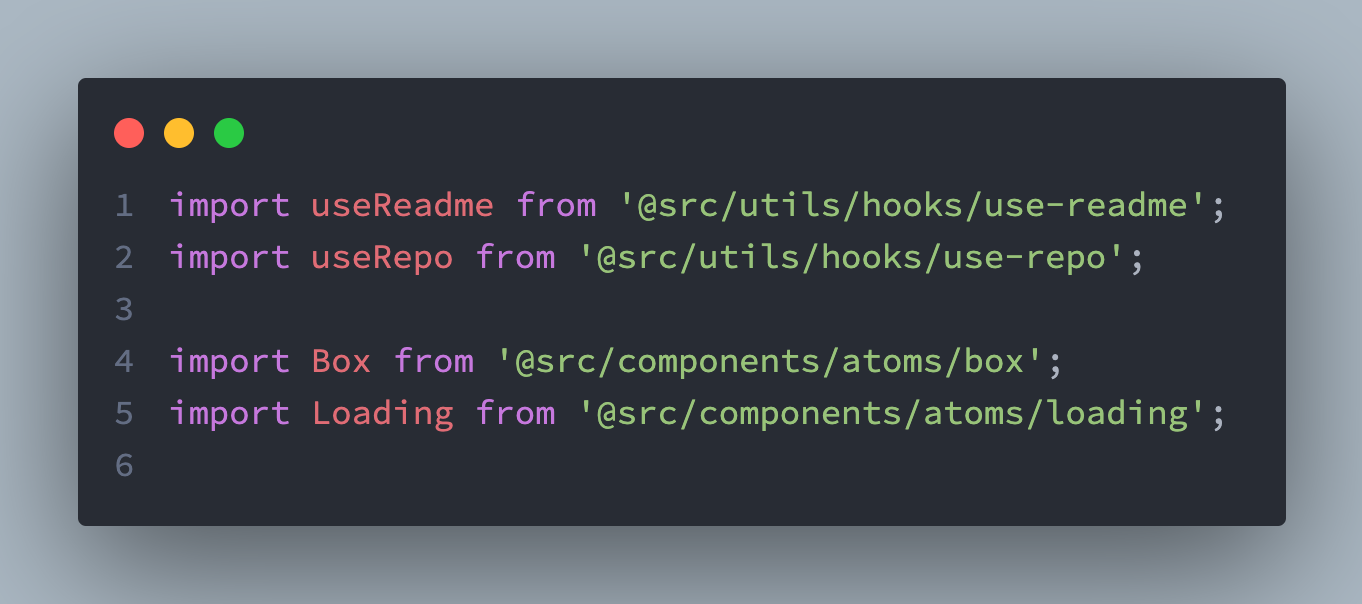 1 import useReadme from '@src/utils/hooks/use-readme';
2 import useRepo from '@src/utils/hooks/use-repo';
3
4 import Box from '@src/components/atoms/box';
5 import Loading from '@src/components/atoms/loading';
6